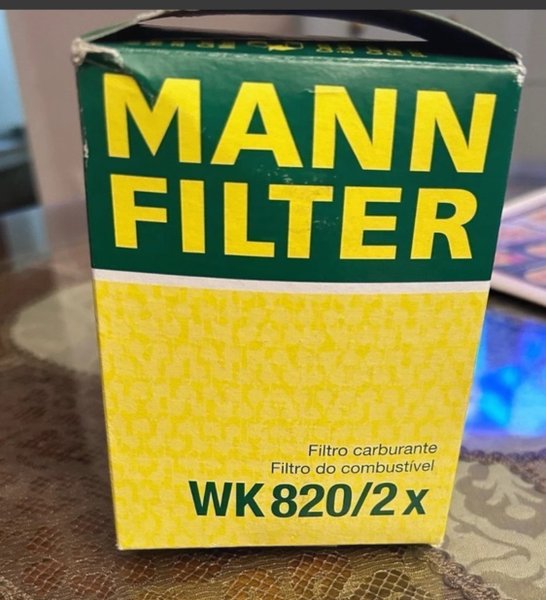 MANN
FILTER
Filtro carburante
Filtro do combustível
WK 820/2 x